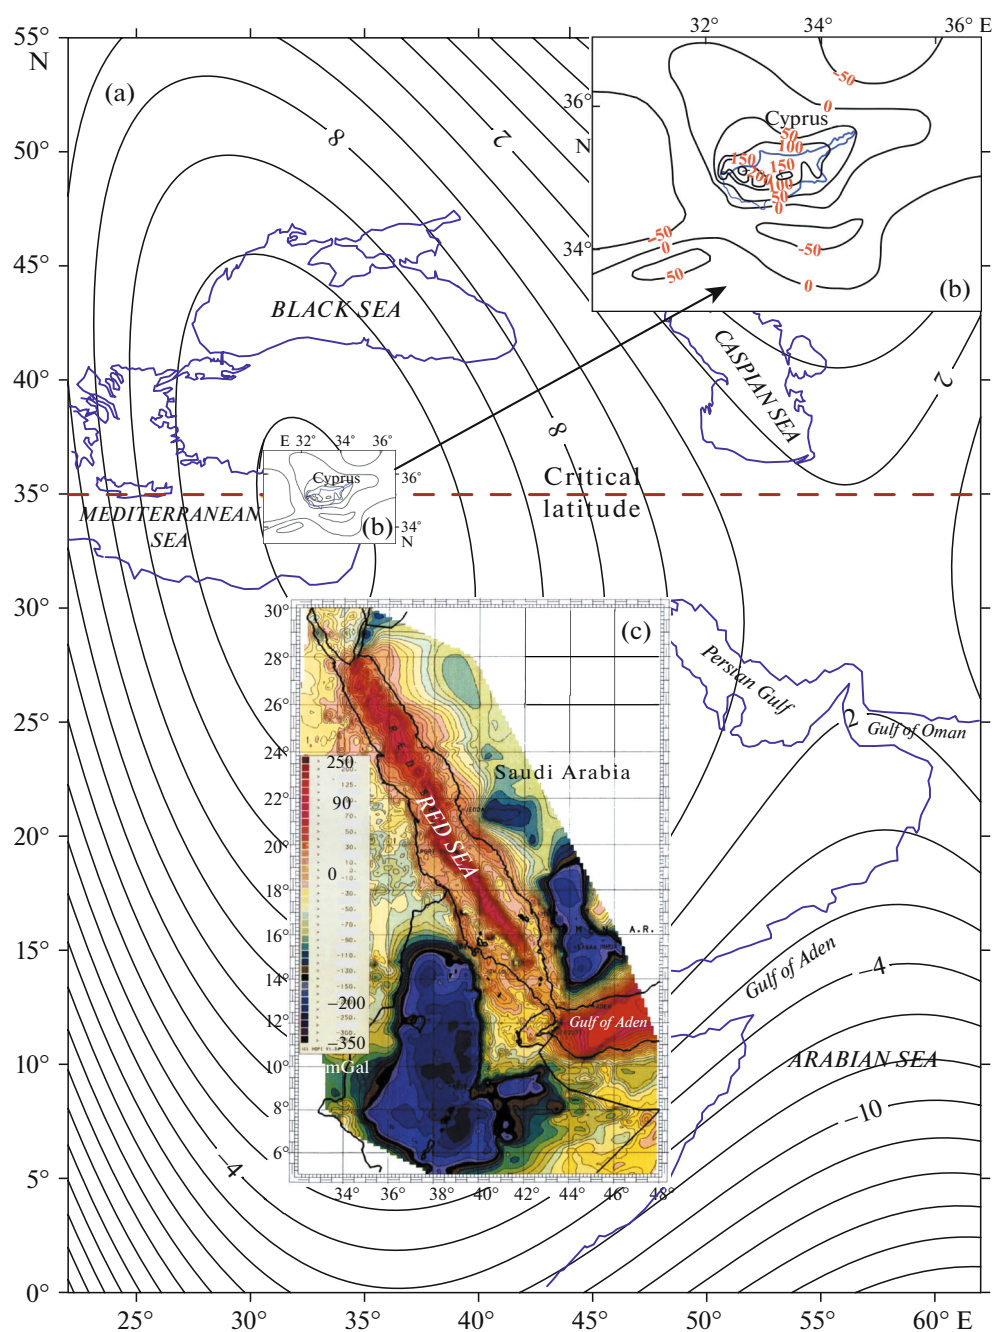 55°
N
50°
45°
40°
35°
30°
25°
20°
15°
10°
5°
0°
25°
30°
35°
40°
45°
50°
55°
60° E
(a)
8
2
8
2
2
–4
–10
–4
BLACK SEA
CASPIAN SEA
MEDITERRANEAN
SEA
Critical
latitude
Persian Gulf
Gulf of Oman
Gulf of Aden
ARABIAN SEA
32°
34°
36° E
36°
N
34°
Cyprus
-50
0
50
100
150
150
200
100
50
0
-50
0
50
-50
0
(b)
E 32° 34° 36°
Cyprus
36°
(b)
34°
N
(c)
30°
28°
26°
24°
22°
20°
18°
16°
14°
12°
10°
8°
6°
34°
36°
38°
40°
42°
44°
46°
48°
250
90
0
–200
–350
mGal
Saudi Arabia
RED SEA
A.R.
Gulf of Aden